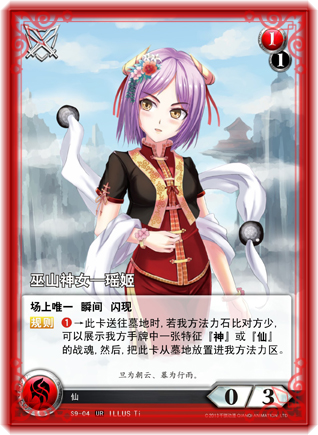 1
1
巫山神女—瑶姬
场上唯一 瞬间 闪现
规则 1→此卡送往墓地时,若我方法力石比对方少,
可以展示我方手牌中一张特征『神』或『仙』
的战魂,然后,把此卡从墓地放置进我方法力区。
旦为朝云、暮为行雨。
仙
S9-04 UR ILLUS Ti
0/3